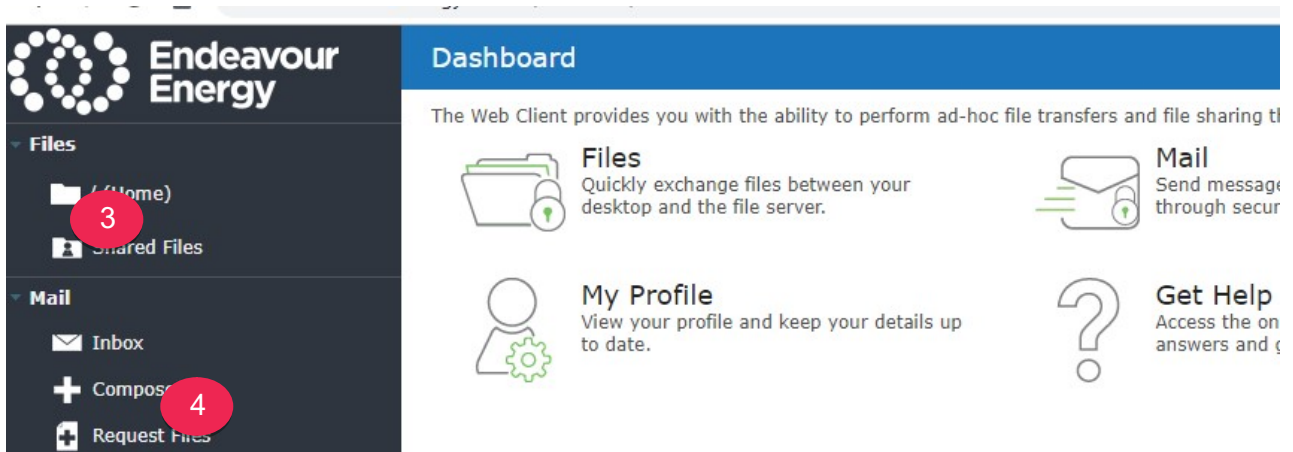 Endeavour
Energy
Dashboard
The Web Client provides you with the ability to perform ad-hoc file transfers and file sharing
Files
/ (Home)
3
Shared Files
Mail
Inbox
Compose
4
Request Files
Files
Quickly exchange files between your
desktop and the file server.
Mail
Send message
through secur
My Profile
View your profile and keep your details up
to date.
Get Help
Access the on
answers and g